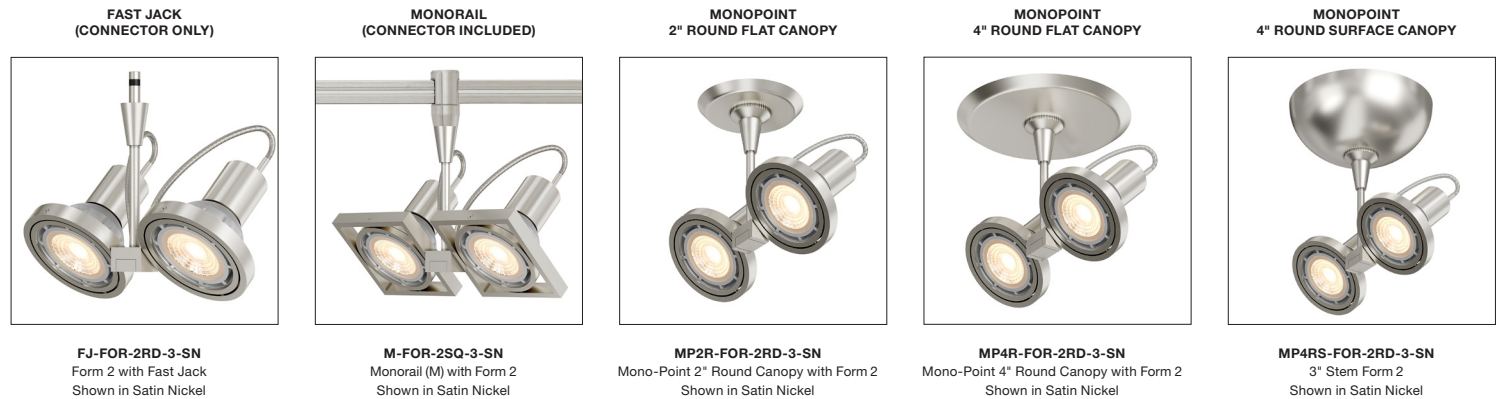 FAST JACK
(CONNECTOR ONLY)
MONORAIL
(CONNECTOR INCLUDED)
MONOPOINT
2" ROUND FLAT CANOPY
MONOPOINT
4" ROUND FLAT CANOPY
MONOPOINT
4" ROUND SURFACE CANOPY
FJ-FOR-2RD-3-SN
Form 2 with Fast Jack
Shown in Satin Nickel
M-FOR-2SQ-3-SN
Monorail (M) with Form 2
Shown in Satin Nickel
MP2R-FOR-2RD-3-SN
Mono-Point 2" Round Canopy with Form 2
Shown in Satin Nickel
MP4R-FOR-2RD-3-SN
Mono-Point 4" Round Canopy with Form 2
Shown in Satin Nickel
MP4RS-FOR-2RD-3-SN
3" Stem Form 2
Shown in Satin Nickel